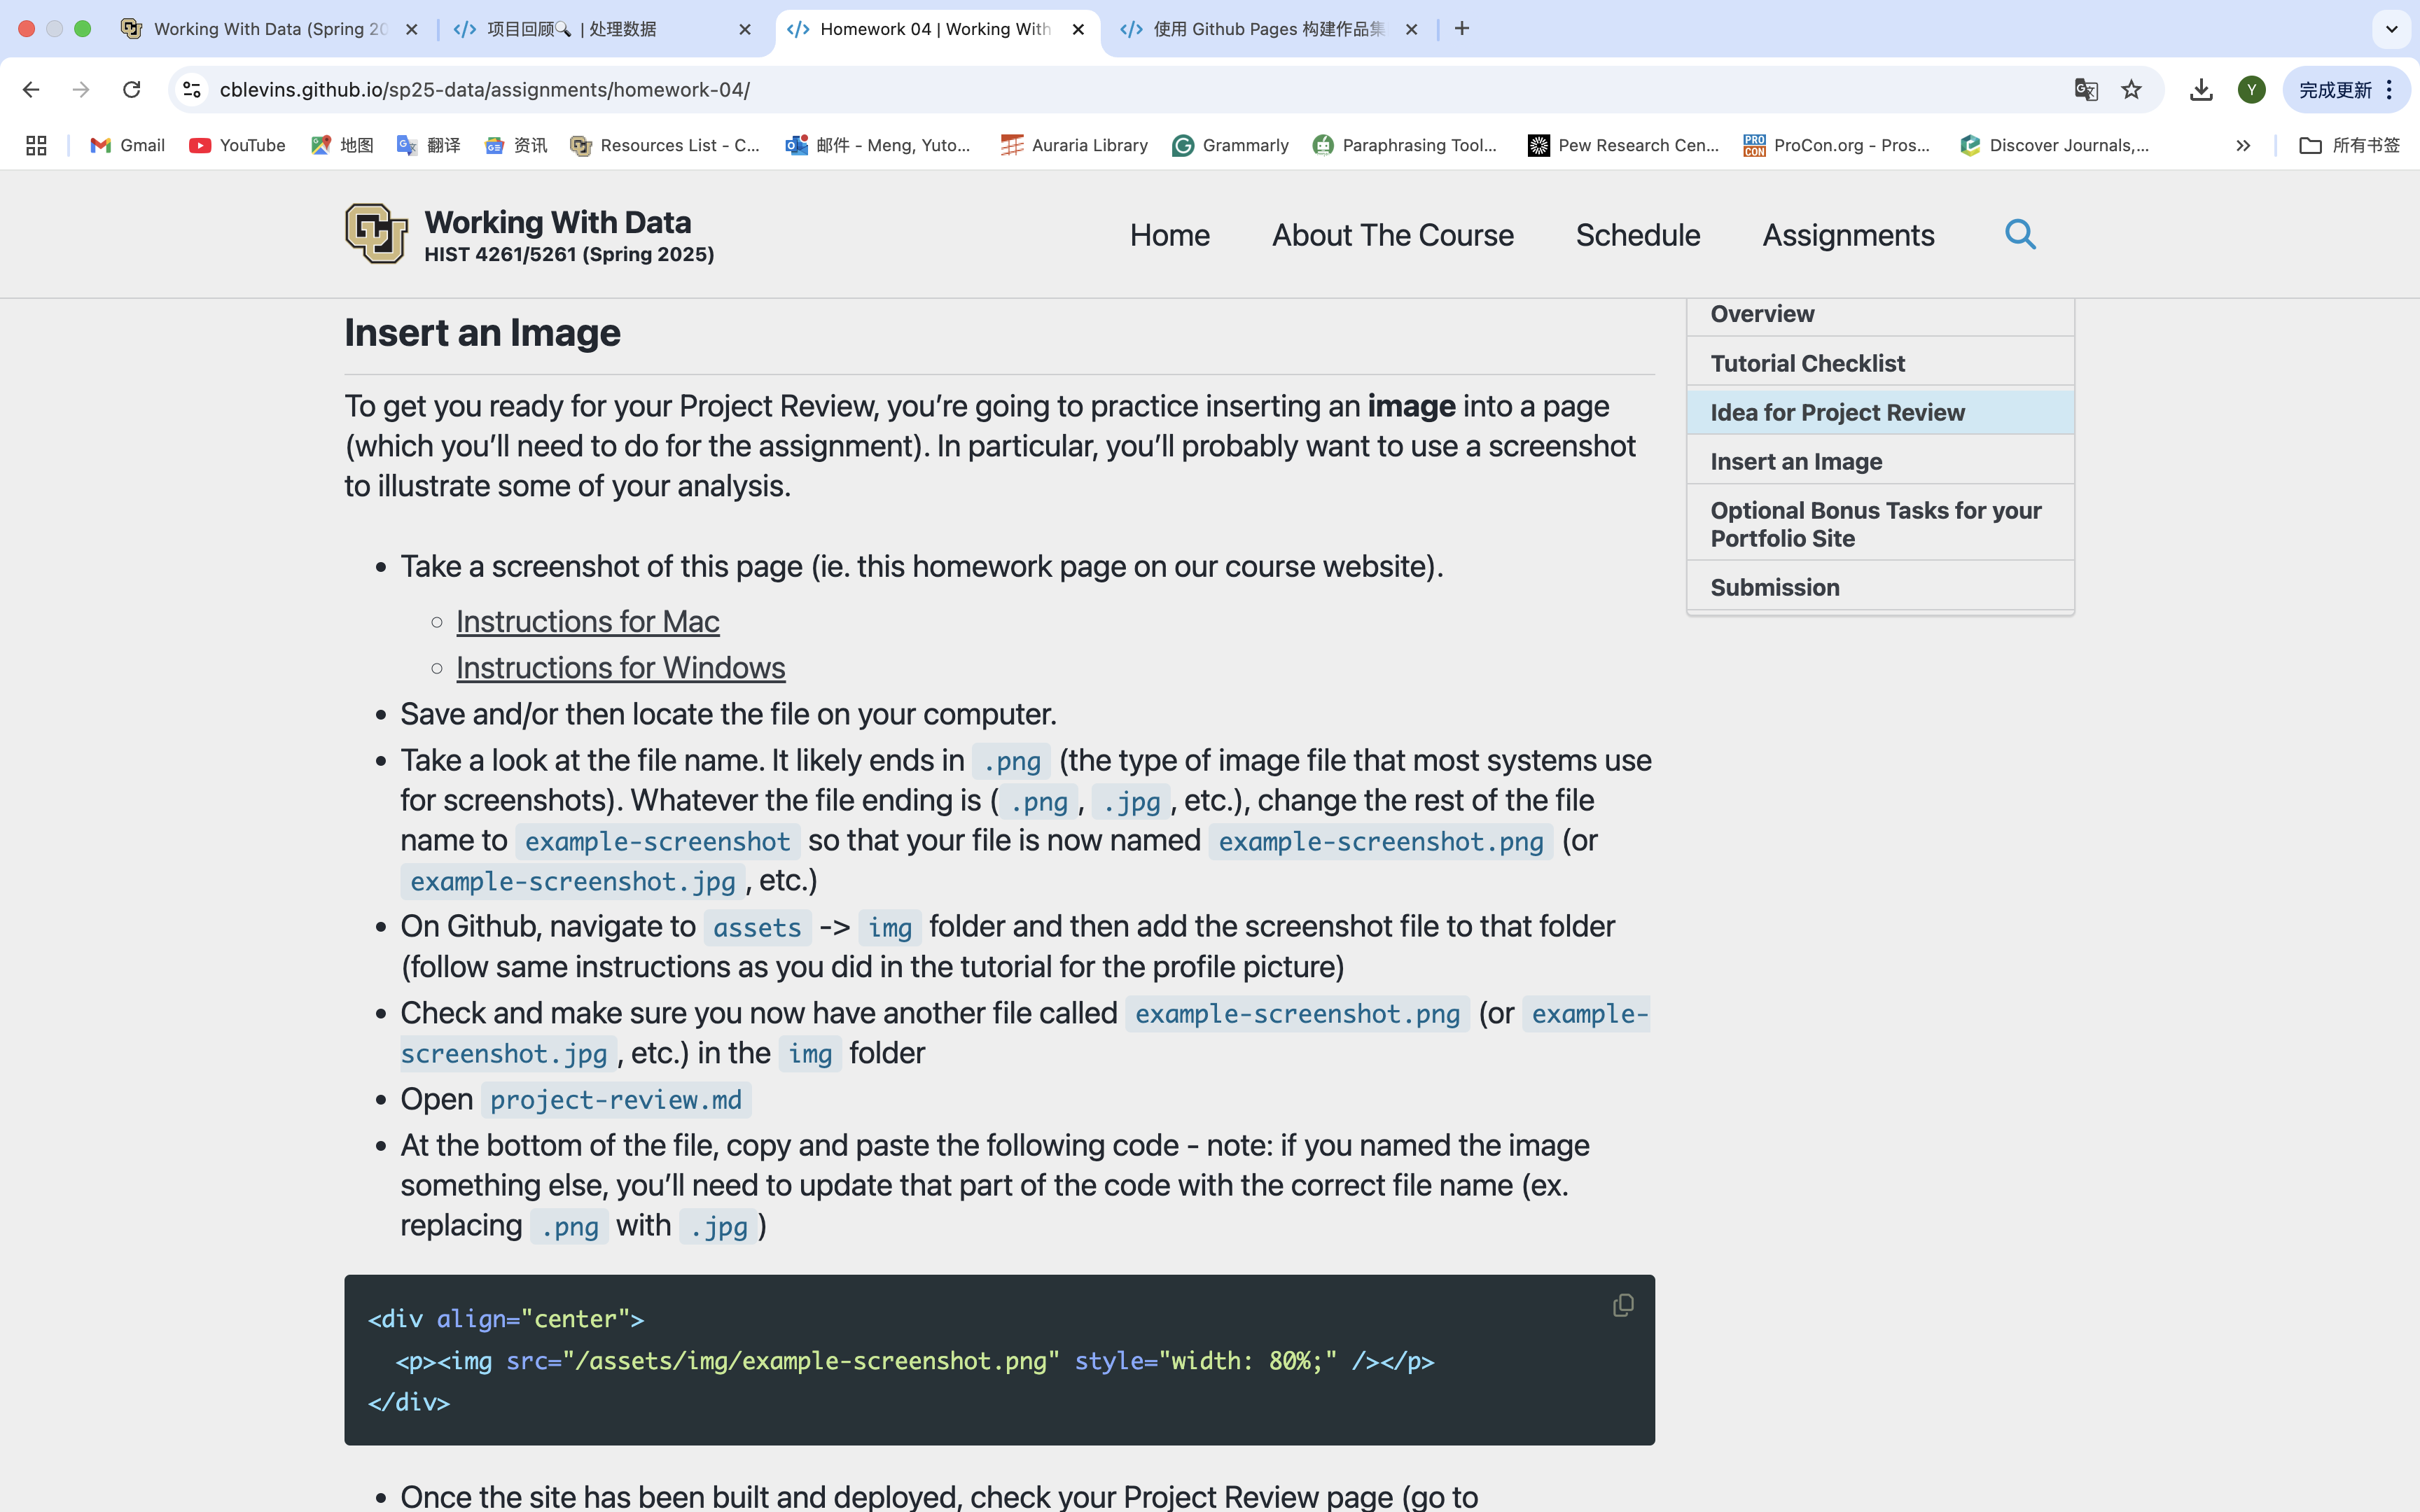 Working With Data (Spring 20
项目回顾🔍 | 处理数据
Homework 04 | Working With
使用 Github Pages 构建作品集
cblevins.github.io/sp25-data/assignments/homework-04/
Y
完成更新
Gmail
YouTube
地图
翻译
资讯
Resources List - C...
邮件 - Meng, Yuto...
Auraria Library
Grammarly
Paraphrasing Tool...
Pew Research Cen...
PRO CON
ProCon.org - Pros...
Discover Journals,...
所有书签
Working With Data
HIST 4261/5261 (Spring 2025)
Home
About The Course
Schedule
Assignments
Insert an Image
To get you ready for your Project Review, you’re going to practice inserting an image into a page
(which you’ll need to do for the assignment). In particular, you’ll probably want to use a screenshot
to illustrate some of your analysis.
• Take a screenshot of this page (ie. this homework page on our course website).
◦ Instructions for Mac
◦ Instructions for Windows
• Save and/or then locate the file on your computer.
• Take a look at the file name. It likely ends in .png (the type of image file that most systems use
for screenshots). Whatever the file ending is (.png, .jpg, etc.), change the rest of the file
name to example-screenshot so that your file is now named example-screenshot.png (or
example-screenshot.jpg, etc.)
• On Github, navigate to assets -> img folder and then add the screenshot file to that folder
(follow same instructions as you did in the tutorial for the profile picture)
• Check and make sure you now have another file called example-screenshot.png (or example-
screenshot.jpg, etc.) in the img folder
• Open project-review.md
• At the bottom of the file, copy and paste the following code - note: if you named the image
something else, you’ll need to update that part of the code with the correct file name (ex.
replacing .png with .jpg)
<div align="center">
<p><img src="/assets/img/example-screenshot.png" style="width: 80%;" /></p>
</div>
• Once the site has been built and deployed, check your Project Review page (go to
Overview
Tutorial Checklist
Idea for Project Review
Insert an Image
Optional Bonus Tasks for your
Portfolio Site
Submission